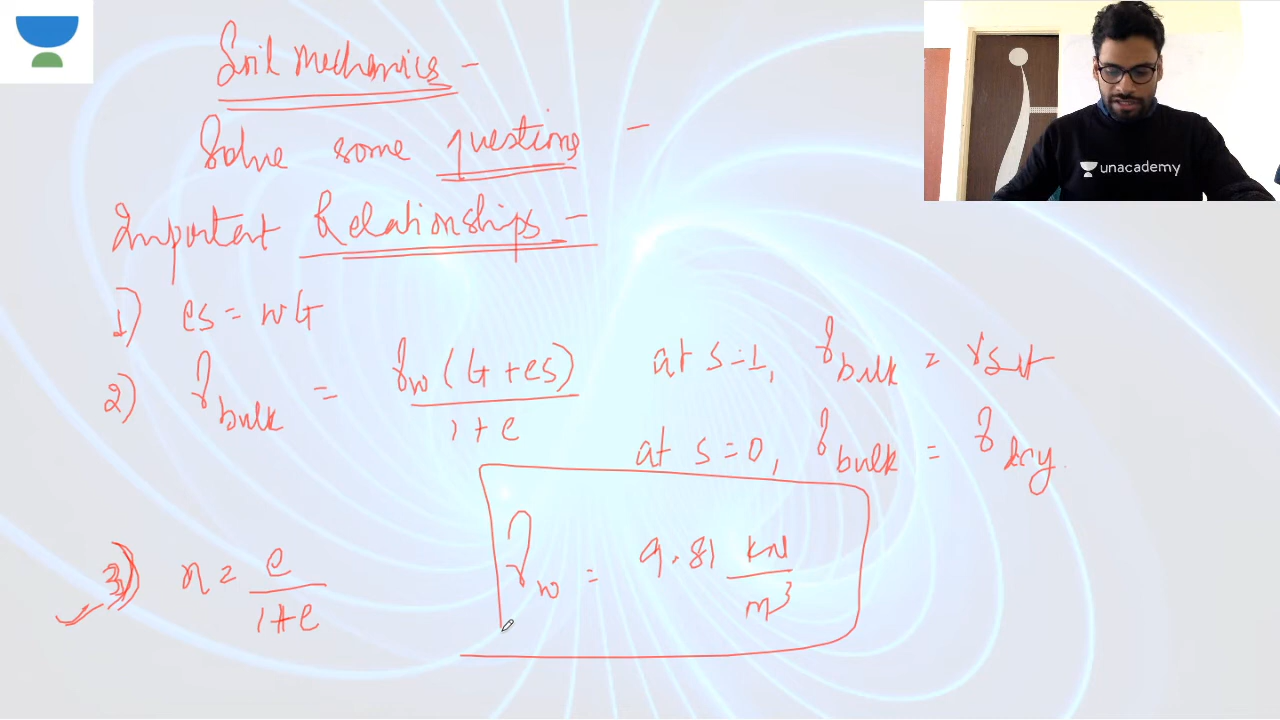 Soil Mechanics -
Solve some questions -
Important Relationships -
1) es = wG
2) γbulk = γw (G + es) / 1 + e
at s = 1, γbulk = γsat
at s = 0, γbulk = γdry
3) n = e / 1 + e
γw = 9.81 kN / m³
unacademy